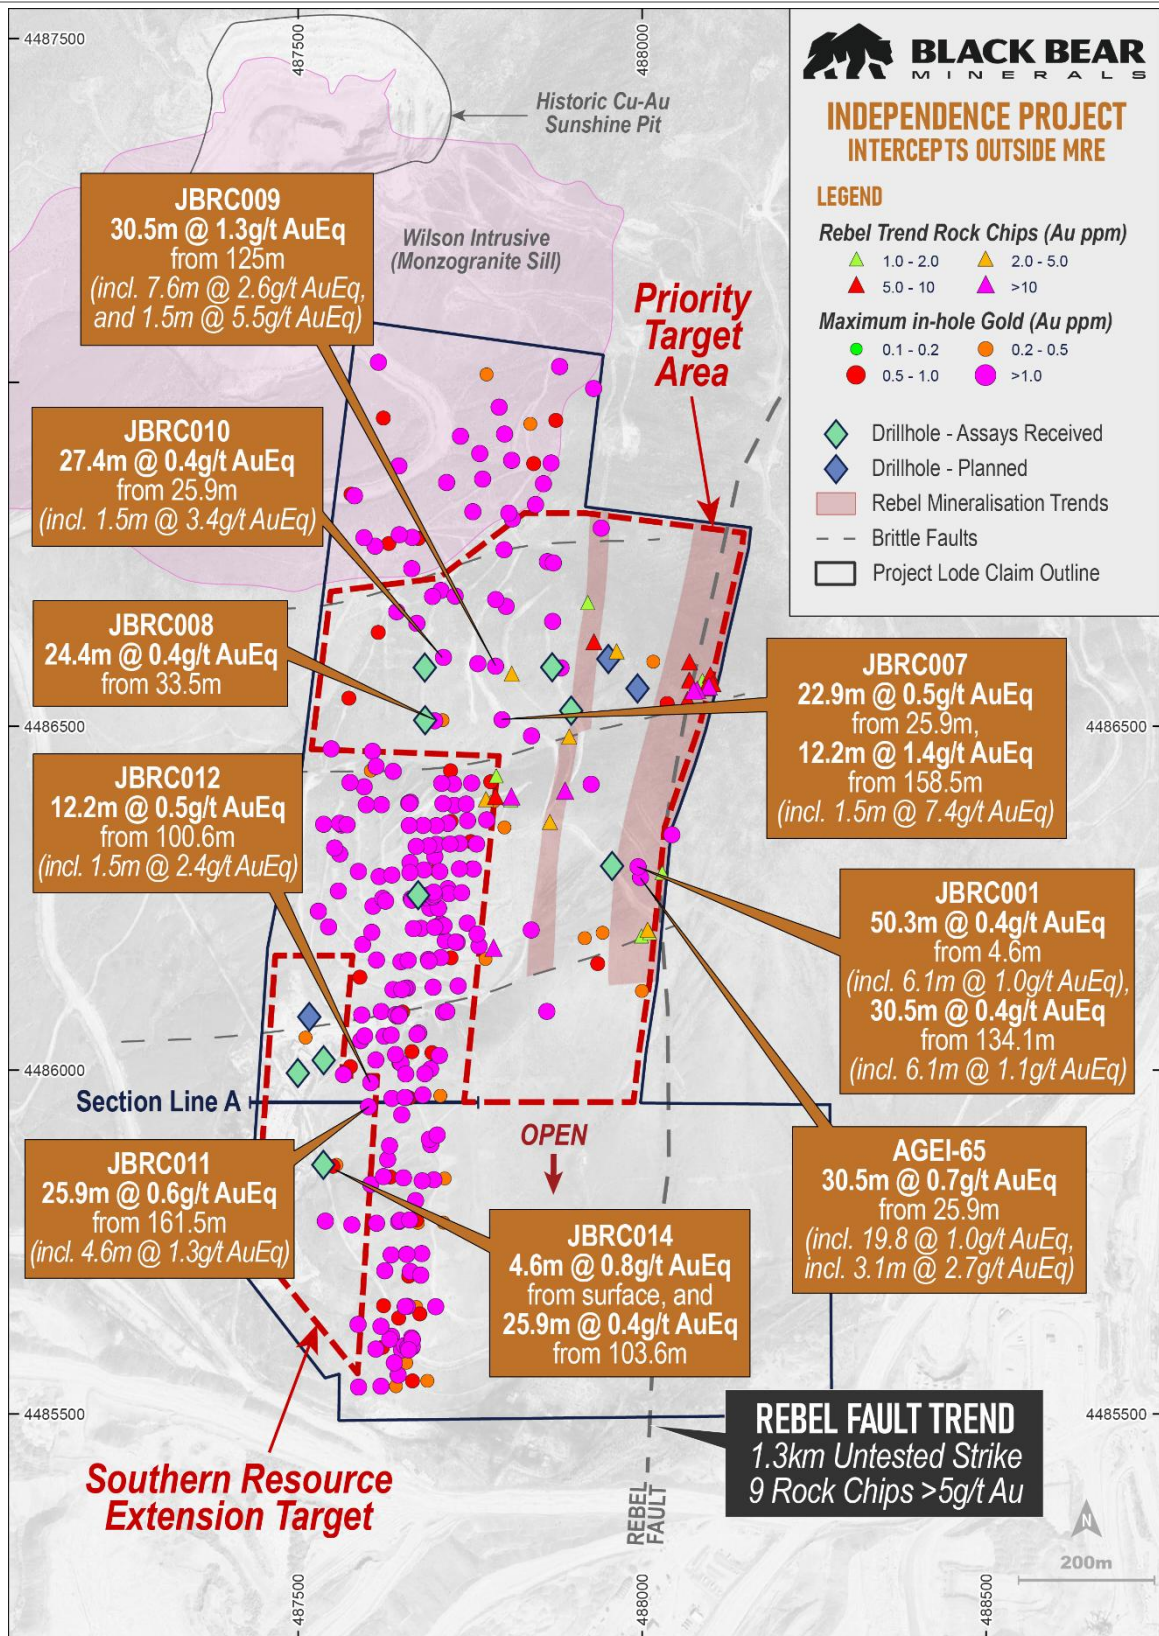 4487500
487500
488000
BLACK BEAR
MINERALS
INDEPENDENCE PROJECT
INTERCEPTS OUTSIDE MRE
LEGEND
Rebel Trend Rock Chips (Au ppm)
1.0 - 2.0
2.0 - 5.0
5.0 - 10
>10
Maximum in-hole Gold (Au ppm)
0.1 - 0.2
0.2 - 0.5
0.5 - 1.0
>1.0
Drillhole - Assays Received
Drillhole - Planned
Rebel Mineralisation Trends
Brittle Faults
Project Lode Claim Outline
Historic Cu-Au
Sunshine Pit
Wilson Intrusive
(Monzogranite Sill)
JBRC009
30.5m @ 1.3g/t AuEq
from 125m
(incl. 7.6m @ 2.6g/t AuEq,
and 1.5m @ 5.5g/t AuEq)
Priority
Target
Area
JBRC010
27.4m @ 0.4g/t AuEq
from 25.9m
(incl. 1.5m @ 3.4g/t AuEq)
JBRC008
24.4m @ 0.4g/t AuEq
from 33.5m
JBRC007
22.9m @ 0.5g/t AuEq
from 25.9m,
12.2m @ 1.4g/t AuEq
from 158.5m
(incl. 1.5m @ 7.4g/t AuEq)
4486500
4486500
JBRC012
12.2m @ 0.5g/t AuEq
from 100.6m
(incl. 1.5m @ 2.4g/t AuEq)
JBRC001
50.3m @ 0.4g/t AuEq
from 4.6m
(incl. 6.1m @ 1.0g/t AuEq),
30.5m @ 0.4g/t AuEq
from 134.1m
(incl. 6.1m @ 1.1g/t AuEq)
4486000
Section Line A
OPEN
JBRC011
25.9m @ 0.6g/t AuEq
from 161.5m
(incl. 4.6m @ 1.3g/t AuEq)
AGEI-65
30.5m @ 0.7g/t AuEq
from 25.9m
(incl. 19.8 @ 1.0g/t AuEq,
incl. 3.1m @ 2.7g/t AuEq)
JBRC014
4.6m @ 0.8g/t AuEq
from surface, and
25.9m @ 0.4g/t AuEq
from 103.6m
4485500
4485500
REBEL FAULT TREND
1.3km Untested Strike
9 Rock Chips >5g/t Au
Southern Resource
Extension Target
REBEL
FAULT
N
200m
487500
488000
488500